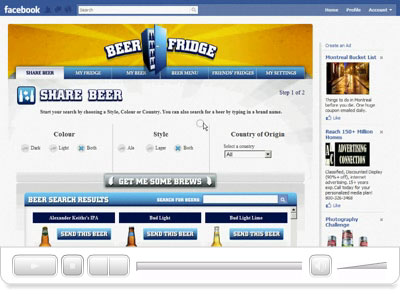 facebook
Search
Home Profile Account
BEER FRIDGE
BEER
SHARE BEER MY FRIDGE MY BEER BEER MENU FRIENDS' FRIDGES MY SETTINGS
SHARE BEER
Step 1 of 2
Start your search by choosing a Style, Colour or Country. You can also search for a beer by typing in a brand name.
Colour Style Country of Origin
Dark Light Both
Ale Lager Both
Select a country
All
GET ME SOME BREWS
BEER SEARCH RESULTS
SEARCH FOR BEERS:
Alexander Keith's IPA Bud Light Bud Light Lime
SEND THIS BEER SEND THIS BEER SEND THIS BEER
Create an Ad
Montreal Bucket List
Things to do in
Montreal before you
die. One huge
coupon emailed daily.
Like
Reach 150+ Million
Homes
ADVERTISING
CONNECTION
Classified, Discounted Display
(90%+ off), internet
advertising. 15+ years
exp. Call today for your
personalized media plan!
800-326-3468
Like
Photography
Challenge